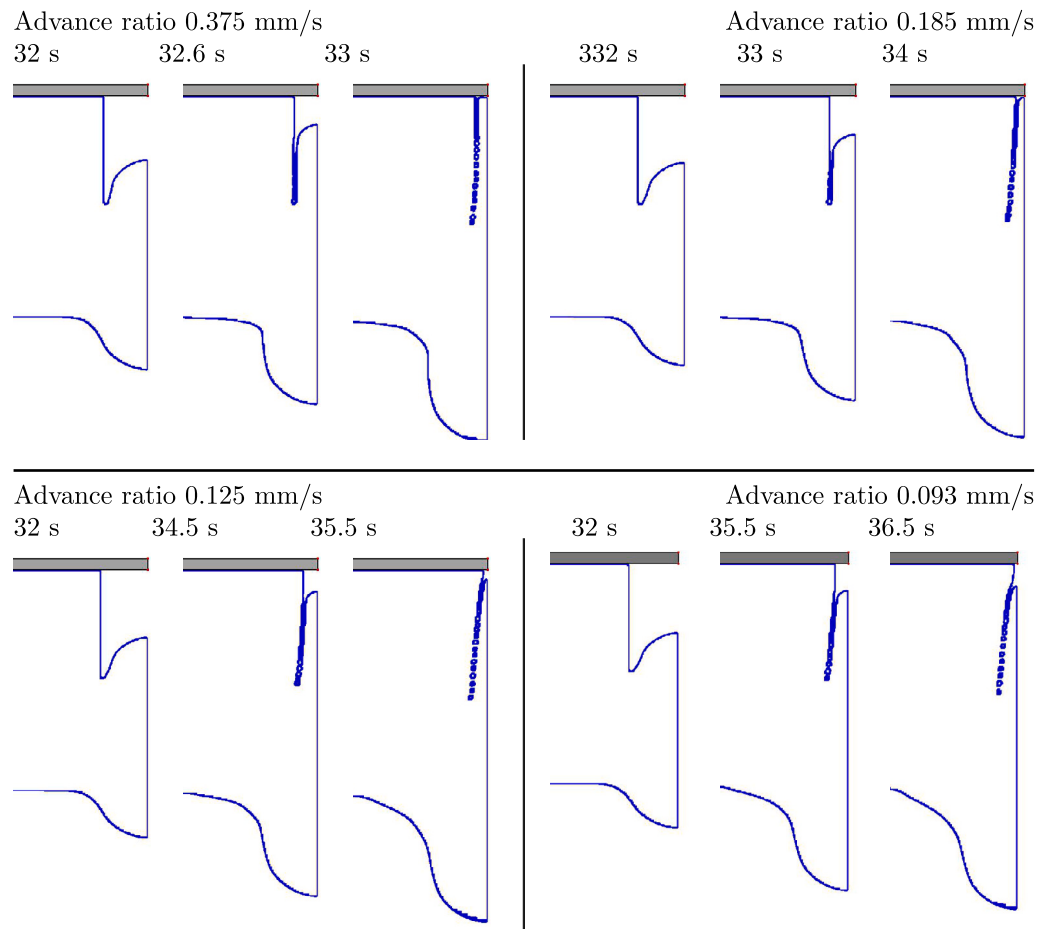 Advance ratio 0.375 mm/s
32 s 32.6 s 33 s
Advance ratio 0.185 mm/s
332 s 33 s 34 s
Advance ratio 0.125 mm/s
32 s 34.5 s 35.5 s
Advance ratio 0.093 mm/s
32 s 35.5 s 36.5 s